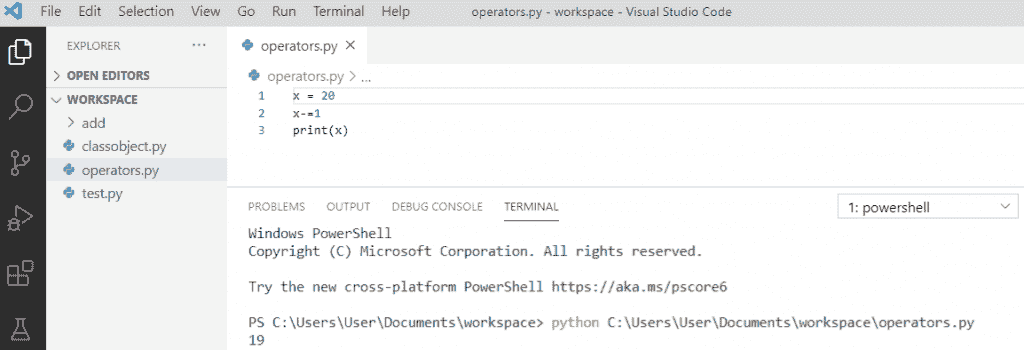 File Edit Selection View Go Run Terminal Help operators.py - workspace - Visual Studio Code
EXPLORER ...
OPEN EDITORS
WORKSPACE
add
classobject.py
operators.py
test.py
operators.py
operators.py > ...
1 x = 20
2 x-=1
3 print(x)
PROBLEMS OUTPUT DEBUG CONSOLE TERMINAL 1: powershell
Windows PowerShell
Copyright (C) Microsoft Corporation. All rights reserved.
Try the new cross-platform PowerShell https://aka.ms/pscore6
PS C:\Users\User\Documents\workspace> python C:\Users\User\Documents\workspace\operators.py
19